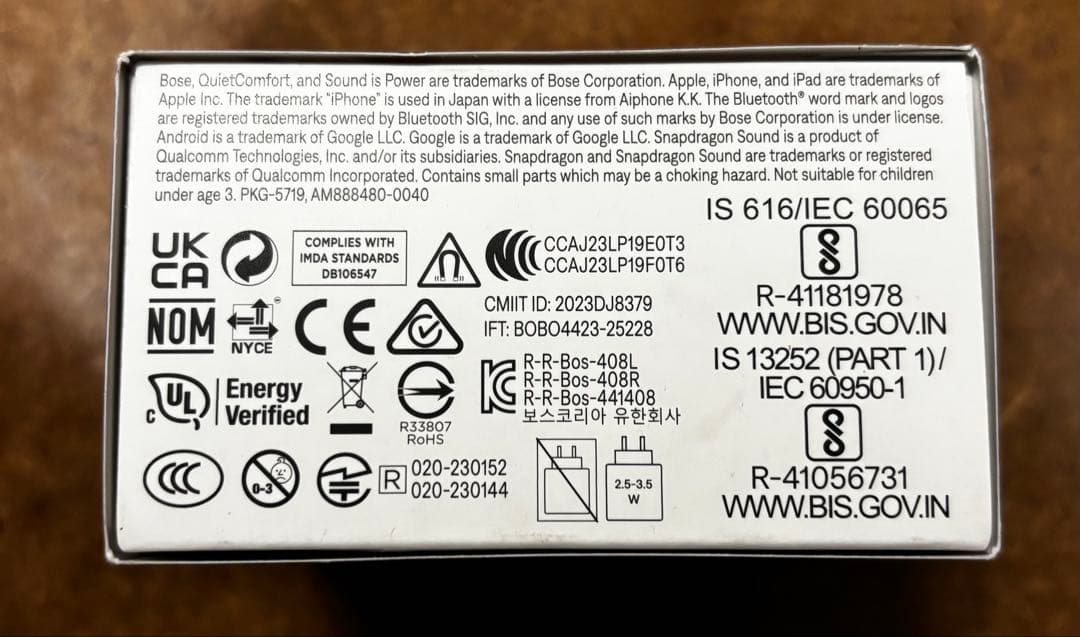 Bose, QuietComfort, and Sound is Power are trademarks of Bose Corporation. Apple, iPhone, and iPad are trademarks of
Apple Inc. The trademark "iPhone" is used in Japan with a license from Aiphone K.K. The Bluetooth® word mark and logos
are registered trademarks owned by Bluetooth SIG, Inc. and any use of such marks by Bose Corporation is under license.
Android is a trademark of Google LLC. Google is a trademark of Google LLC. Snapdragon Sound is a product of
Qualcomm Technologies, Inc. and/or its subsidiaries. Snapdragon and Snapdragon Sound are trademarks or registered
trademarks of Qualcomm Incorporated. Contains small parts which may be a choking hazard. Not suitable for children
under age 3. PKG-5719, AM888480-0040
UK
CA
COMPLIES WITH
IMDA STANDARDS
DB106547
CCAJ23LP19E0T3
CCAJ23LP19F0T6
NOM
NYCE
CE
CMIIT ID: 2023DJ8379
IFT: BOBO4423-25228
c UL
Energy
Verified
R33807
RoHS
R-R-Bos-408L
R-R-Bos-408R
R-R-Bos-441408
보스코리아 유한회사
CCC
0-3
R
020-230152
020-230144
2.5-3.5
W
IS 616/IEC 60065
R-41181978
WWW.BIS.GOV.IN
IS 13252 (PART 1)/
IEC 60950-1
R-41056731
WWW.BIS.GOV.IN